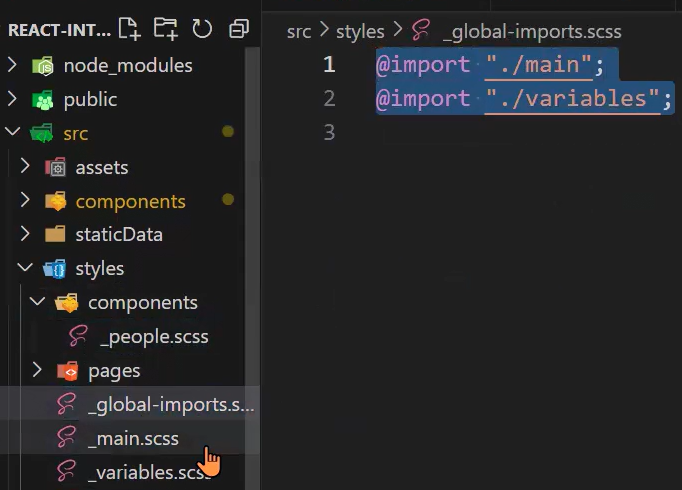 REACT-INT...
node_modules
public
src
assets
components
staticData
styles
components
_people.scss
pages
_global-imports.s...
_main.scss
_variables.scss
src > styles > _global-imports.scss
1 @import "./main";
2 @import "./variables";
3